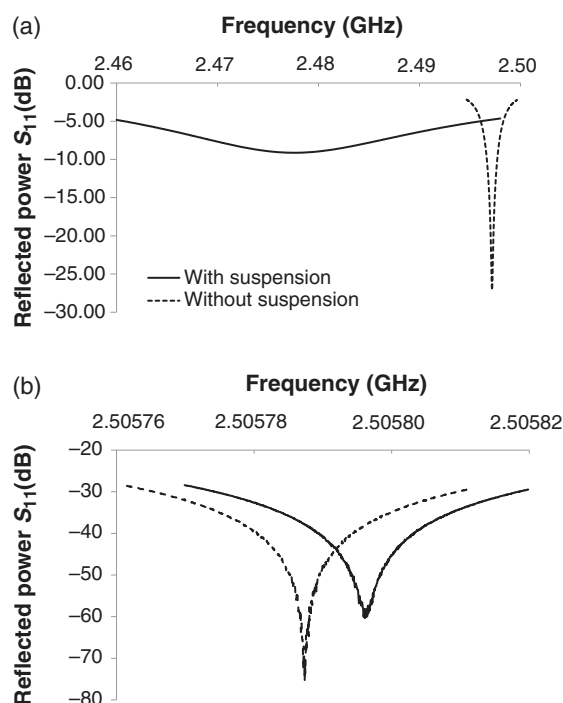 (a)
Frequency (GHz)
2.46 2.47 2.48 2.49 2.50
Reflected power S11(dB)
0.00
−5.00
−10.00
−15.00
−20.00
−25.00
−30.00
With suspension
Without suspension
(b)
Frequency (GHz)
2.50576 2.50578 2.50580 2.50582
Reflected power S11(dB)
−20
−30
−40
−50
−60
−70
−80